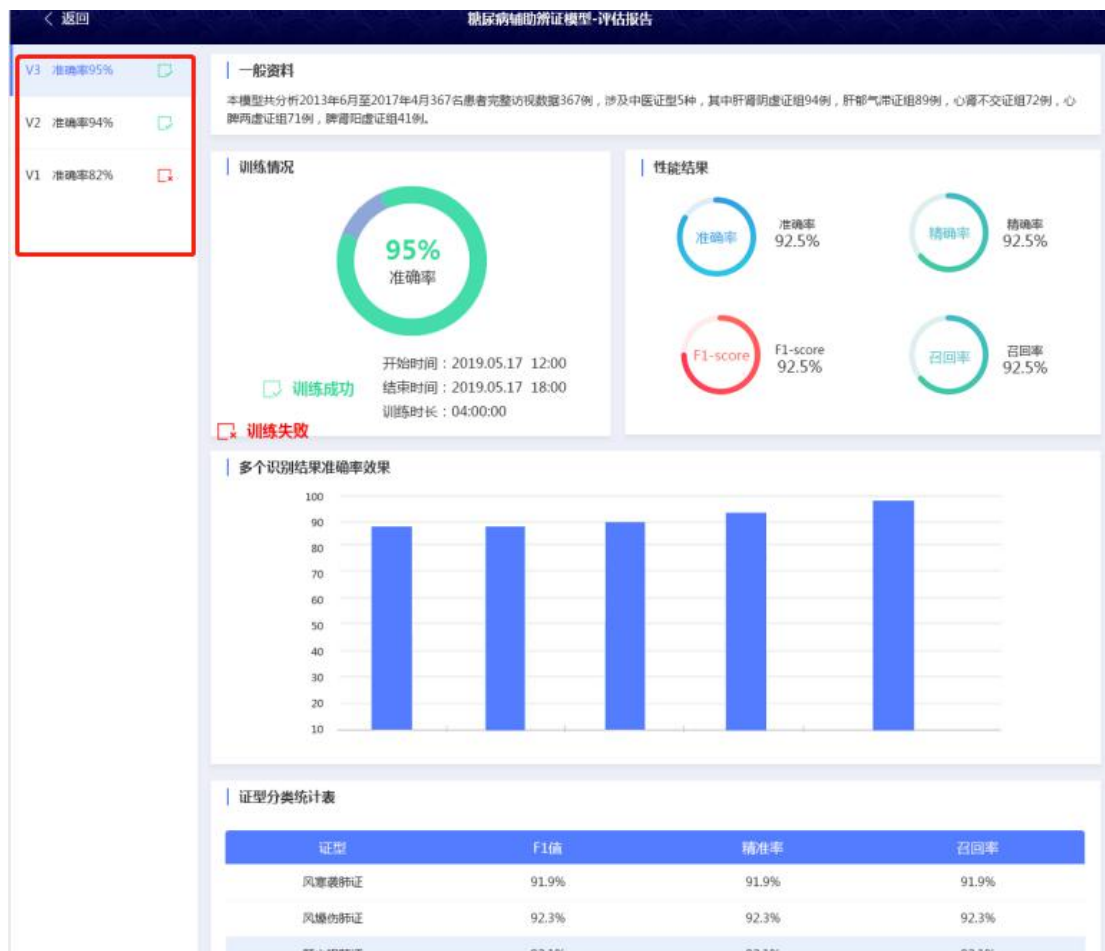 < 返回
糖尿病辅助辨证模型-评估报告
V3 准确率95%
V2 准确率94%
V1 准确率82%
一般资料
本模型共分析2013年6月至2017年4月367名患者完整访视数据367例，涉及中医证型5种，其中肝肾阴虚证组94例，肝郁气滞证组89例，心肾不交证组72例，心
脾两虚证组71例，脾肾阳虚证组41例。
训练情况
95%
准确率
训练成功
开始时间：2019.05.17 12:00
结束时间：2019.05.17 18:00
训练时长：04:00:00
训练失败
性能结果
准确率
准确率
92.5%
精确率
精确率
92.5%
F1-score
F1-score
92.5%
召回率
召回率
92.5%
多个识别结果准确率效果
100
90
80
70
60
50
40
30
20
10
证型分类统计表
证型 F1值 精准率 召回率
风寒袭肺证 91.9% 91.9% 91.9%
风燥伤肺证 92.3% 92.3% 92.3%